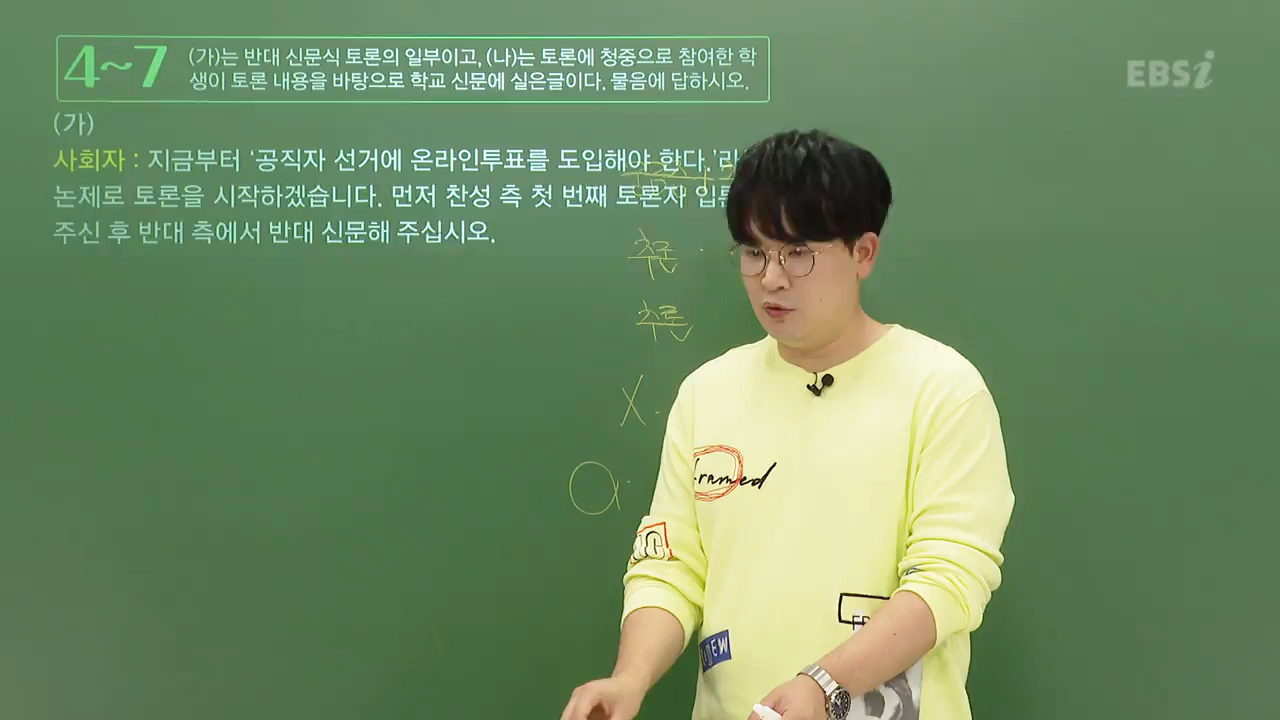 4~7
(가)는 반대 신문식 토론의 일부이고, (나)는 토론에 청중으로 참여한 학
생이 토론 내용을 바탕으로 학교 신문에 실은글이다. 물음에 답하시오.
EBSi
(가)
사회자 : 지금부터 '공직자 선거에 온라인투표를 도입해야 한다.'라
논제로 토론을 시작하겠습니다. 먼저 찬성 측 첫 번째 토론자 입론
주신 후 반대 측에서 반대 신문해 주십시오.
추론
X.
Q.
framed